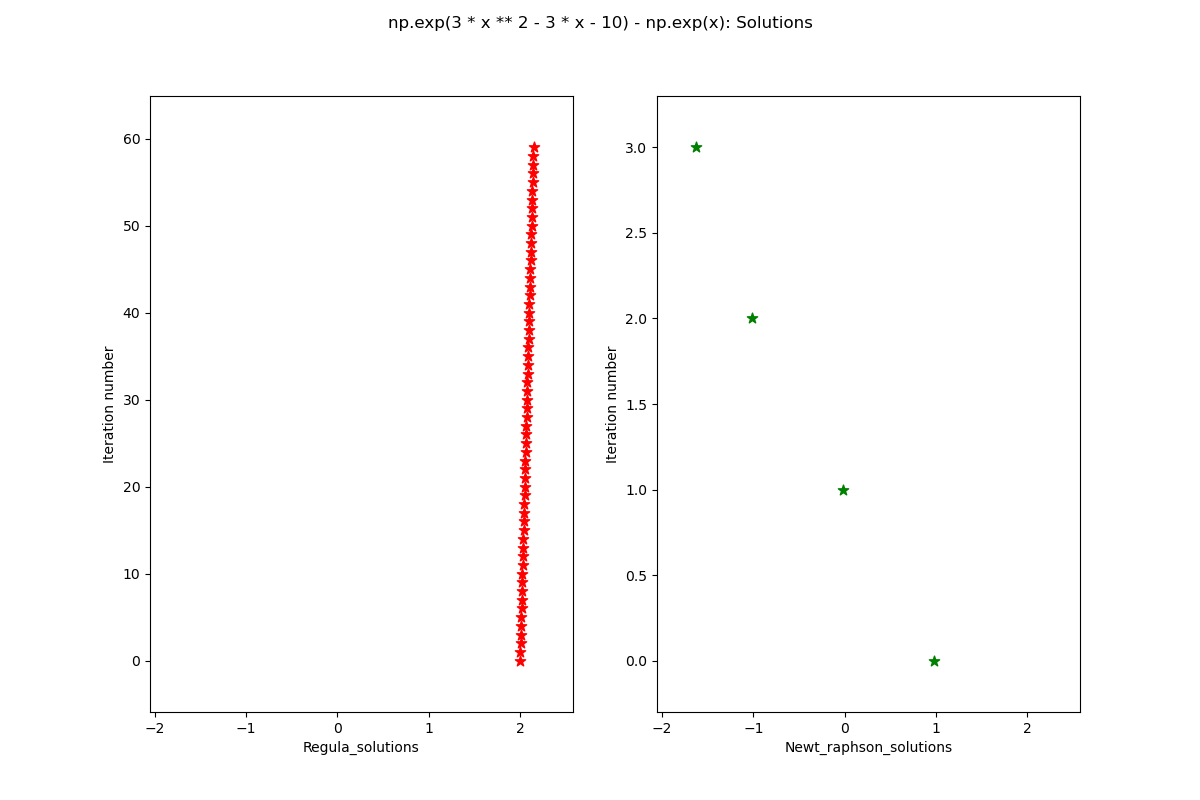 np.exp(3 * x ** 2 - 3 * x - 10) - np.exp(x): Solutions
60
50
40
30
20
10
0
Iteration number
−2 −1 0 1 2
Regula_solutions
3.0
2.5
2.0
1.5
1.0
0.5
0.0
Iteration number
−2 −1 0 1 2
Newt_raphson_solutions